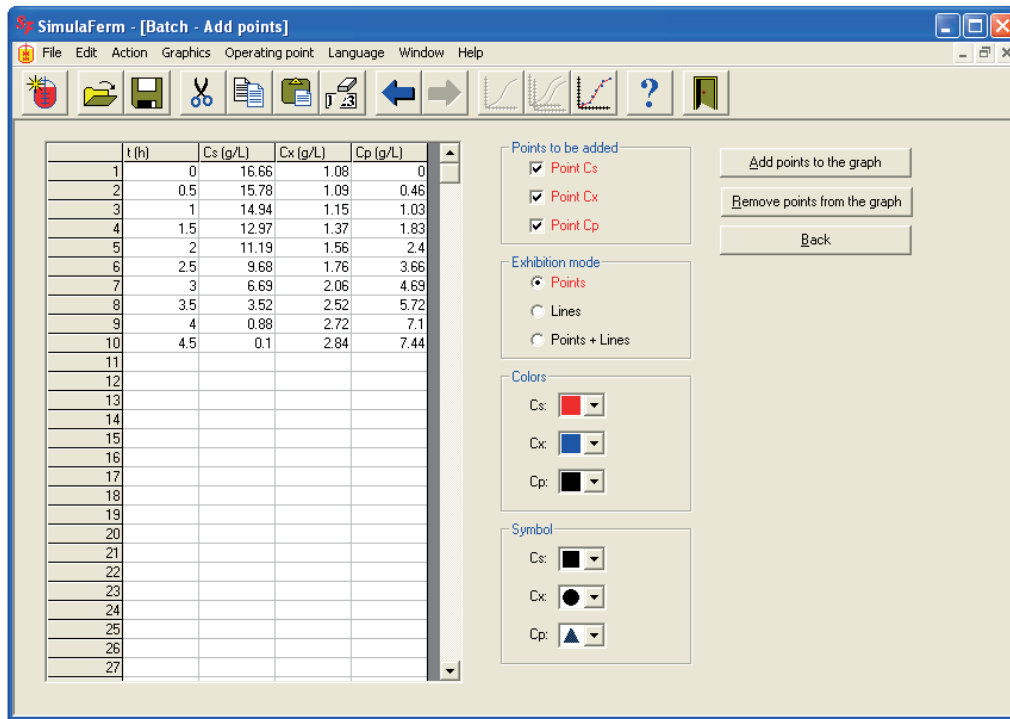 SimulaFerm - [Batch - Add points]
File Edit Action Graphics Operating point Language Window Help
t (h) Cs (g/L) Cx (g/L) Cp (g/L)
1 0 16.66 1.08 0
2 0.5 15.78 1.09 0.46
3 1 14.94 1.15 1.03
4 1.5 12.97 1.37 1.83
5 2 11.19 1.56 2.4
6 2.5 9.68 1.76 3.66
7 3 6.69 2.06 4.69
8 3.5 3.52 2.52 5.72
9 4 0.88 2.72 7.1
10 4.5 0.1 2.84 7.44
11
12
13
14
15
16
17
18
19
20
21
22
23
24
25
26
27
Points to be added
Point Cs
Point Cx
Point Cp
Exhibition mode
Points
Lines
Points + Lines
Colors
Cs:
Cx:
Cp:
Symbol
Cs:
Cx:
Cp:
Add points to the graph
Remove points from the graph
Back